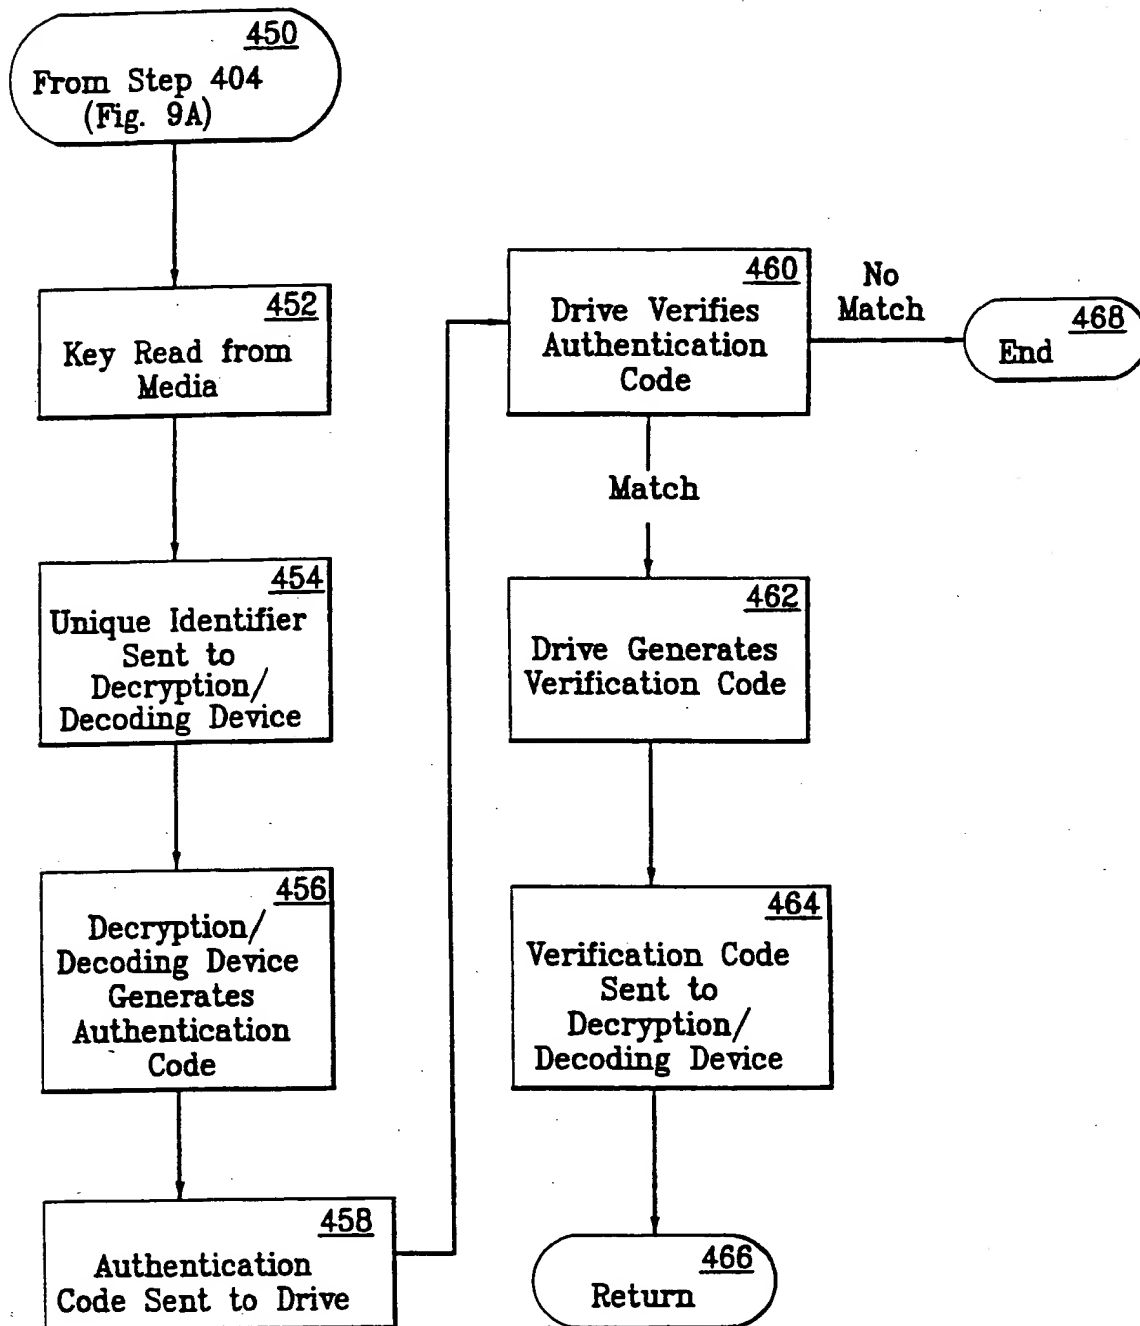 450
From Step 404
(Fig. 9A)
452
Key Read from
Media
454
Unique Identifier
Sent to
Decryption/
Decoding Device
456
Decryption/
Decoding Device
Generates
Authentication
Code
458
Authentication
Code Sent to Drive
460
Drive Verifies
Authentication
Code
No
Match
468
End
Match
462
Drive Generates
Verification Code
464
Verification Code
Sent to
Decryption/
Decoding Device
466
Return